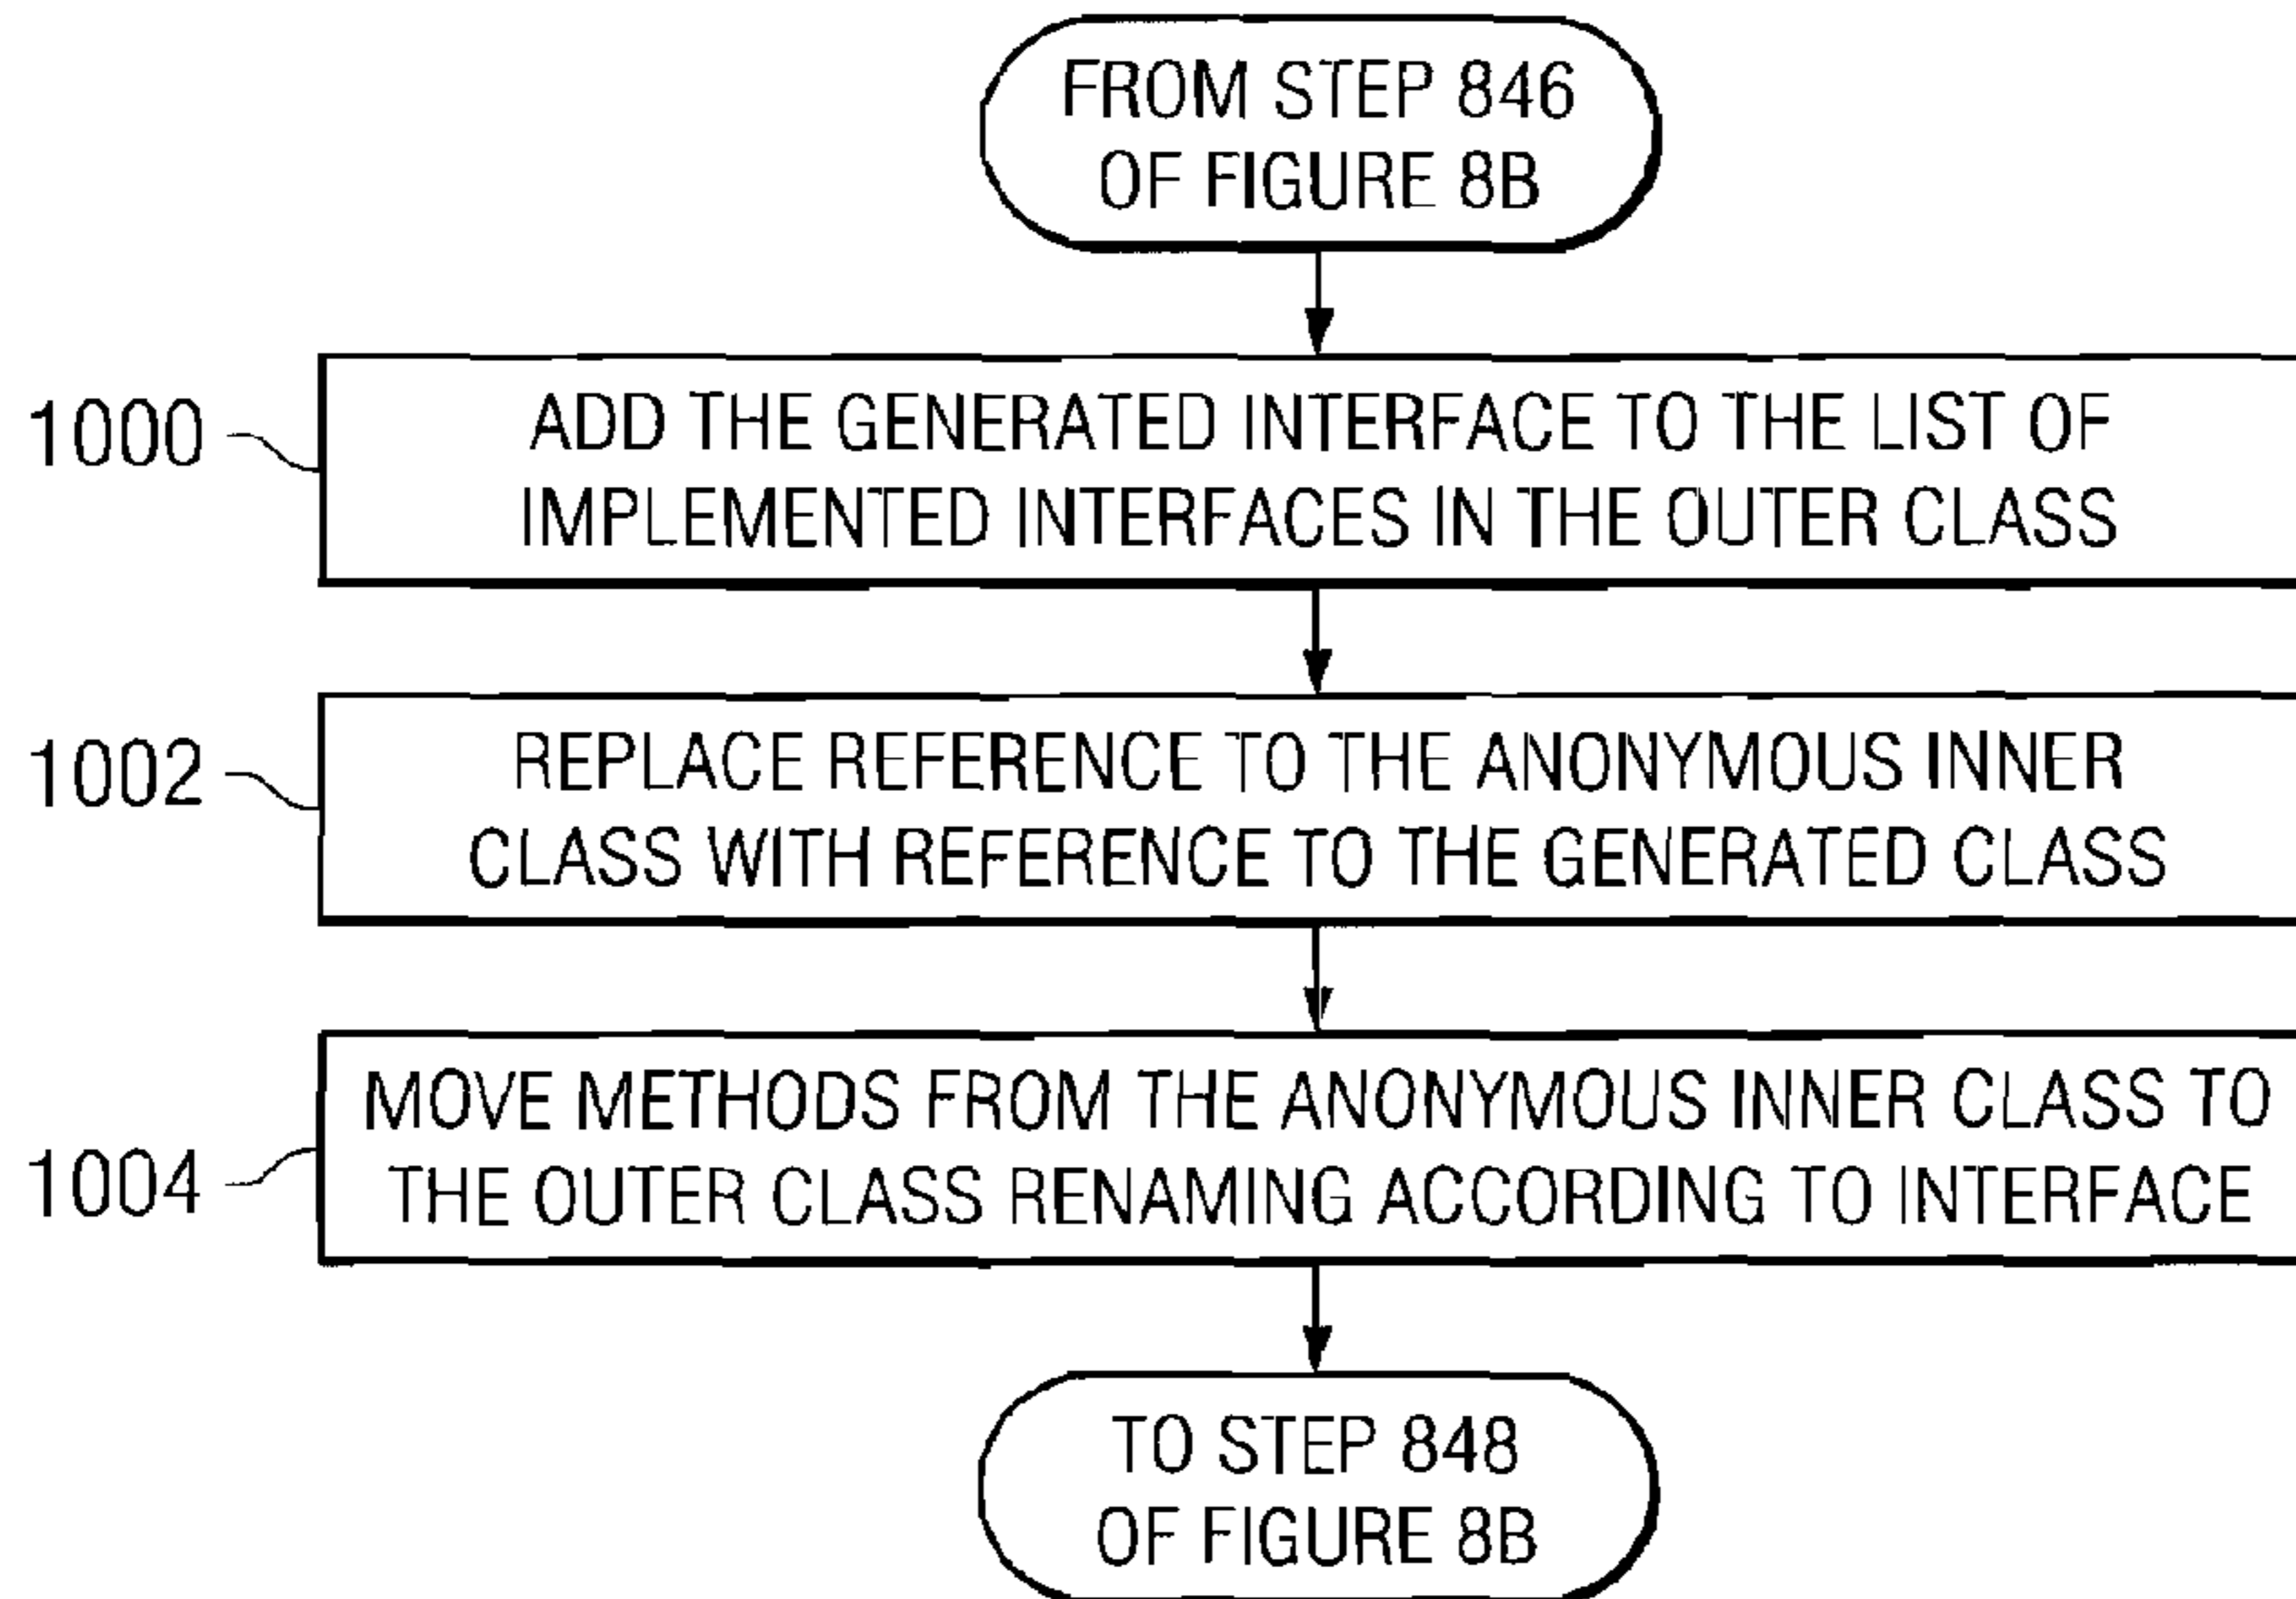 FROM STEP 846
OF FIGURE 8B
1000
ADD THE GENERATED INTERFACE TO THE LIST OF
IMPLEMENTED INTERFACES IN THE OUTER CLASS
1002
REPLACE REFERENCE TO THE ANONYMOUS INNER
CLASS WITH REFERENCE TO THE GENERATED CLASS
1004
MOVE METHODS FROM THE ANONYMOUS INNER CLASS TO
THE OUTER CLASS RENAMING ACCORDING TO INTERFACE
TO STEP 848
OF FIGURE 8B